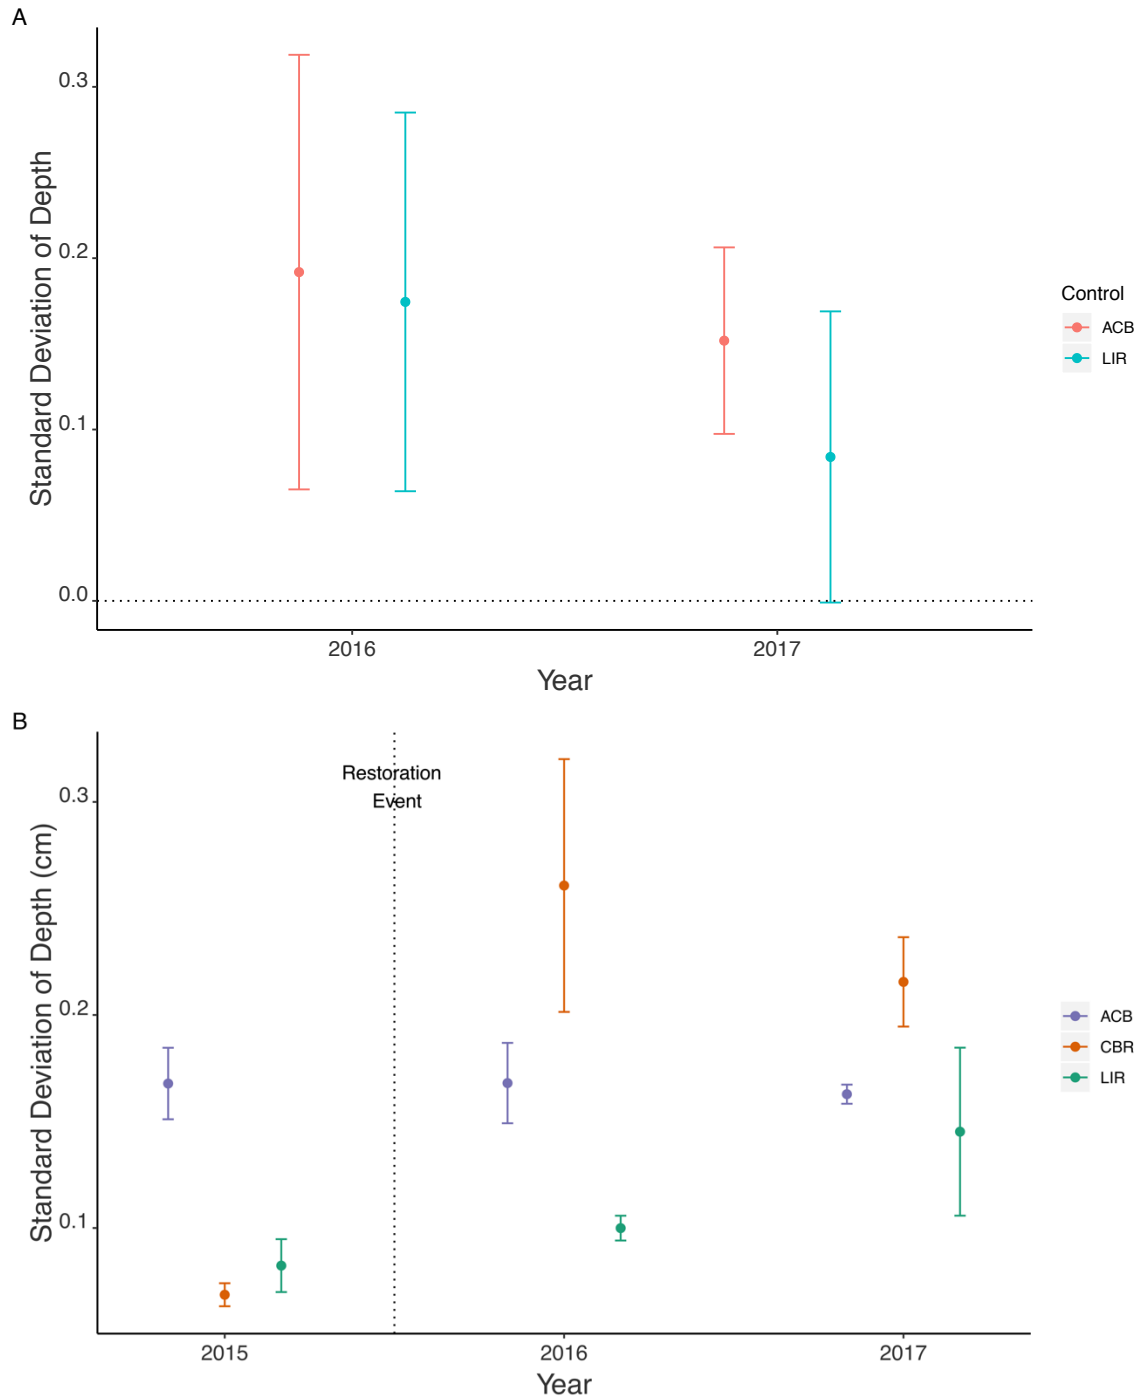 A
Standard Deviation of Depth
0.3
0.2
0.1
0.0
2016
2017
Year
Control
ACB
LIR
B
Standard Deviation of Depth (cm)
0.3
0.2
0.1
Restoration
Event
2015
2016
2017
Year
ACB
CBR
LIR